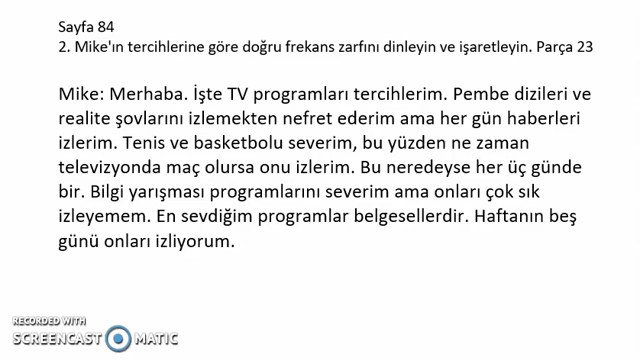 Sayfa 84
2. Mike'ın tercihlerine göre doğru frekans zarfını dinleyin ve işaretleyin. Parça 23
Mike: Merhaba. İşte TV programları tercihlerim. Pembe dizileri ve
realite şovlarını izlemekten nefret ederim ama her gün haberleri
izlerim. Tenis ve basketbolu severim, bu yüzden ne zaman
televizyonda maç olursa onu izlerim. Bu neredeyse her üç günde
bir. Bilgi yarışması programlarını severim ama onları çok sık
izleyemem. En sevdiğim programlar belgesellerdir. Haftanın beş
günü onları izliyorum.
RECORDED WITH
SCREENCAST MATIC